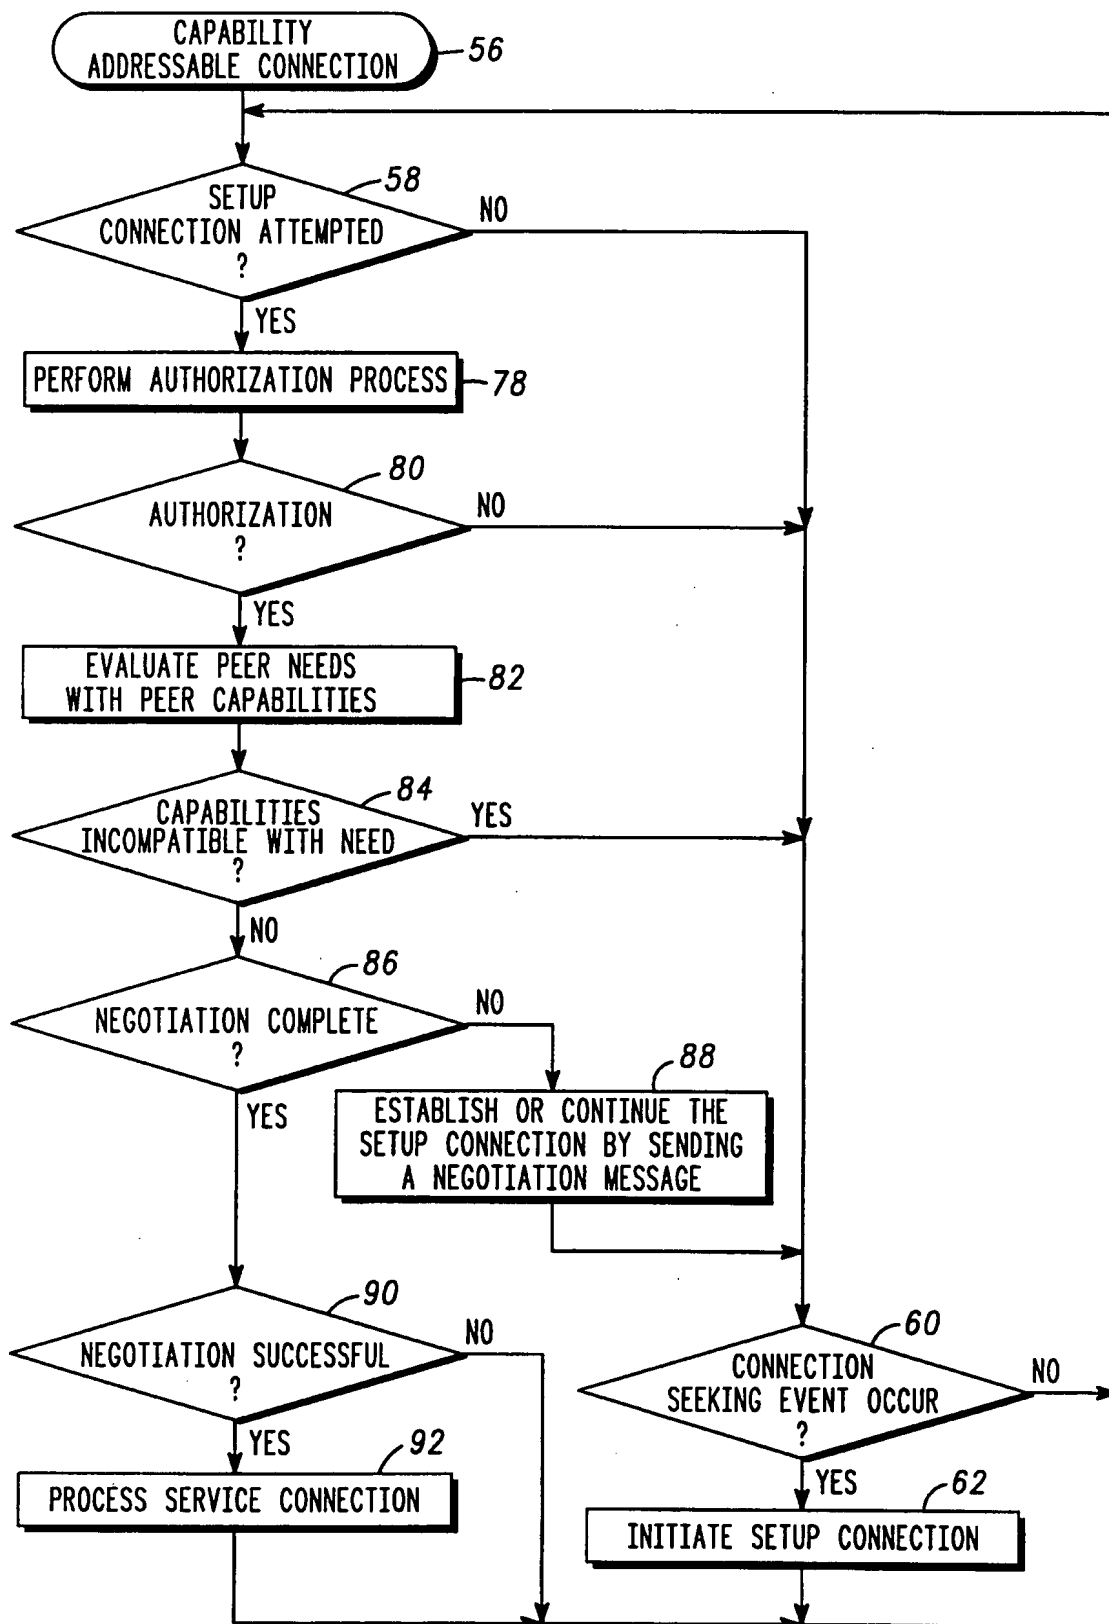 CAPABILITY
ADDRESSABLE CONNECTION
56
58
SETUP
CONNECTION ATTEMPTED
?
NO
YES
PERFORM AUTHORIZATION PROCESS
78
80
AUTHORIZATION
?
NO
YES
EVALUATE PEER NEEDS
WITH PEER CAPABILITIES
82
84
CAPABILITIES
INCOMPATIBLE WITH NEED
?
YES
NO
86
NEGOTIATION COMPLETE
?
NO
YES
88
ESTABLISH OR CONTINUE THE
SETUP CONNECTION BY SENDING
A NEGOTIATION MESSAGE
90
NEGOTIATION SUCCESSFUL
?
NO
YES
92
PROCESS SERVICE CONNECTION
60
CONNECTION
SEEKING EVENT OCCUR
?
NO
YES
62
INITIATE SETUP CONNECTION